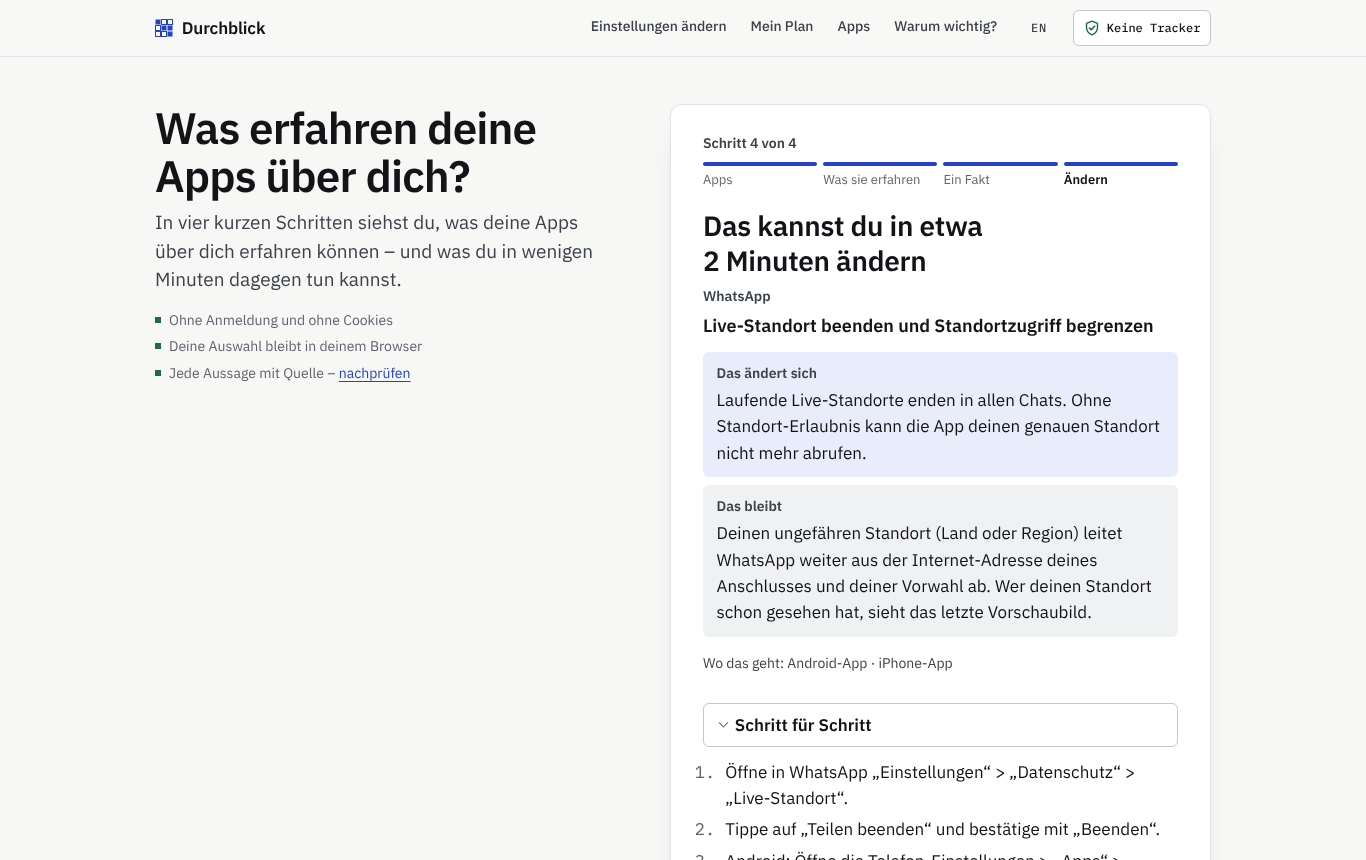 Durchblick
Einstellungen ändern
Mein Plan
Apps
Warum wichtig?
EN
Keine Tracker
Was erfahren deine
Apps über dich?
In vier kurzen Schritten siehst du, was deine Apps
über dich erfahren können – und was du in wenigen
Minuten dagegen tun kannst.
Ohne Anmeldung und ohne Cookies
Deine Auswahl bleibt in deinem Browser
Jede Aussage mit Quelle – nachprüfen
Schritt 4 von 4
Apps
Was sie erfahren
Ein Fakt
Ändern
Das kannst du in etwa
2 Minuten ändern
WhatsApp
Live-Standort beenden und Standortzugriff begrenzen
Das ändert sich
Laufende Live-Standorte enden in allen Chats. Ohne
Standort-Erlaubnis kann die App deinen genauen Standort
nicht mehr abrufen.
Das bleibt
Deinen ungefähren Standort (Land oder Region) leitet
WhatsApp weiter aus der Internet-Adresse deines
Anschlusses und deiner Vorwahl ab. Wer deinen Standort
schon gesehen hat, sieht das letzte Vorschaubild.
Wo das geht: Android-App · iPhone-App
Schritt für Schritt
1. Öffne in WhatsApp „Einstellungen“ > „Datenschutz“ >
„Live-Standort“.
2. Tippe auf „Teilen beenden“ und bestätige mit „Beenden“.
3. Android: Öffne die Telefon-Einstellungen > „Apps“ >